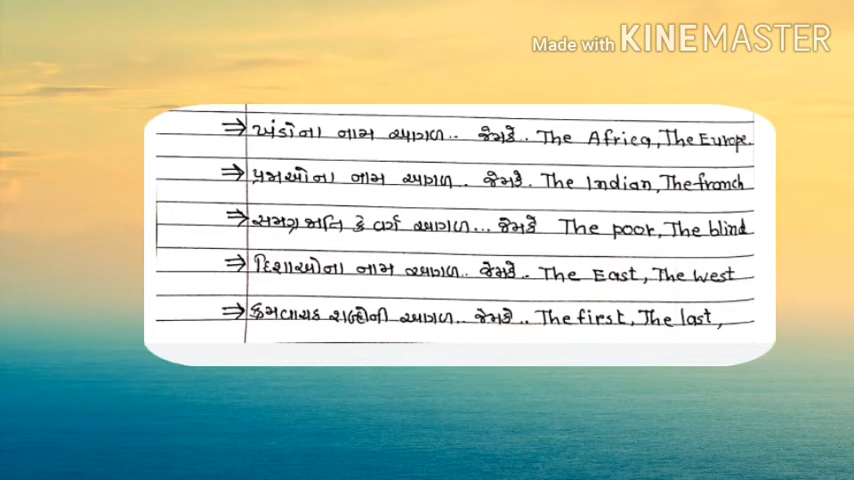 Made with KINEMASTER
⇒ ખંડોના નામ આગળ.. જેમકે. The Africa, The Europe.
⇒ પ્રજાઓના નામ આગળ. જેમકે. The Indian, The franch
⇒ સમગ્ર જાતિ કે વર્ગ આગળ... જેમકે The poor, The blind
⇒ દિશાઓના નામ આગળ.. જેમકે.. The East, The west
⇒ ક્રમવાચક શબ્દોની આગળ.. જેમકે.. The first, The last,